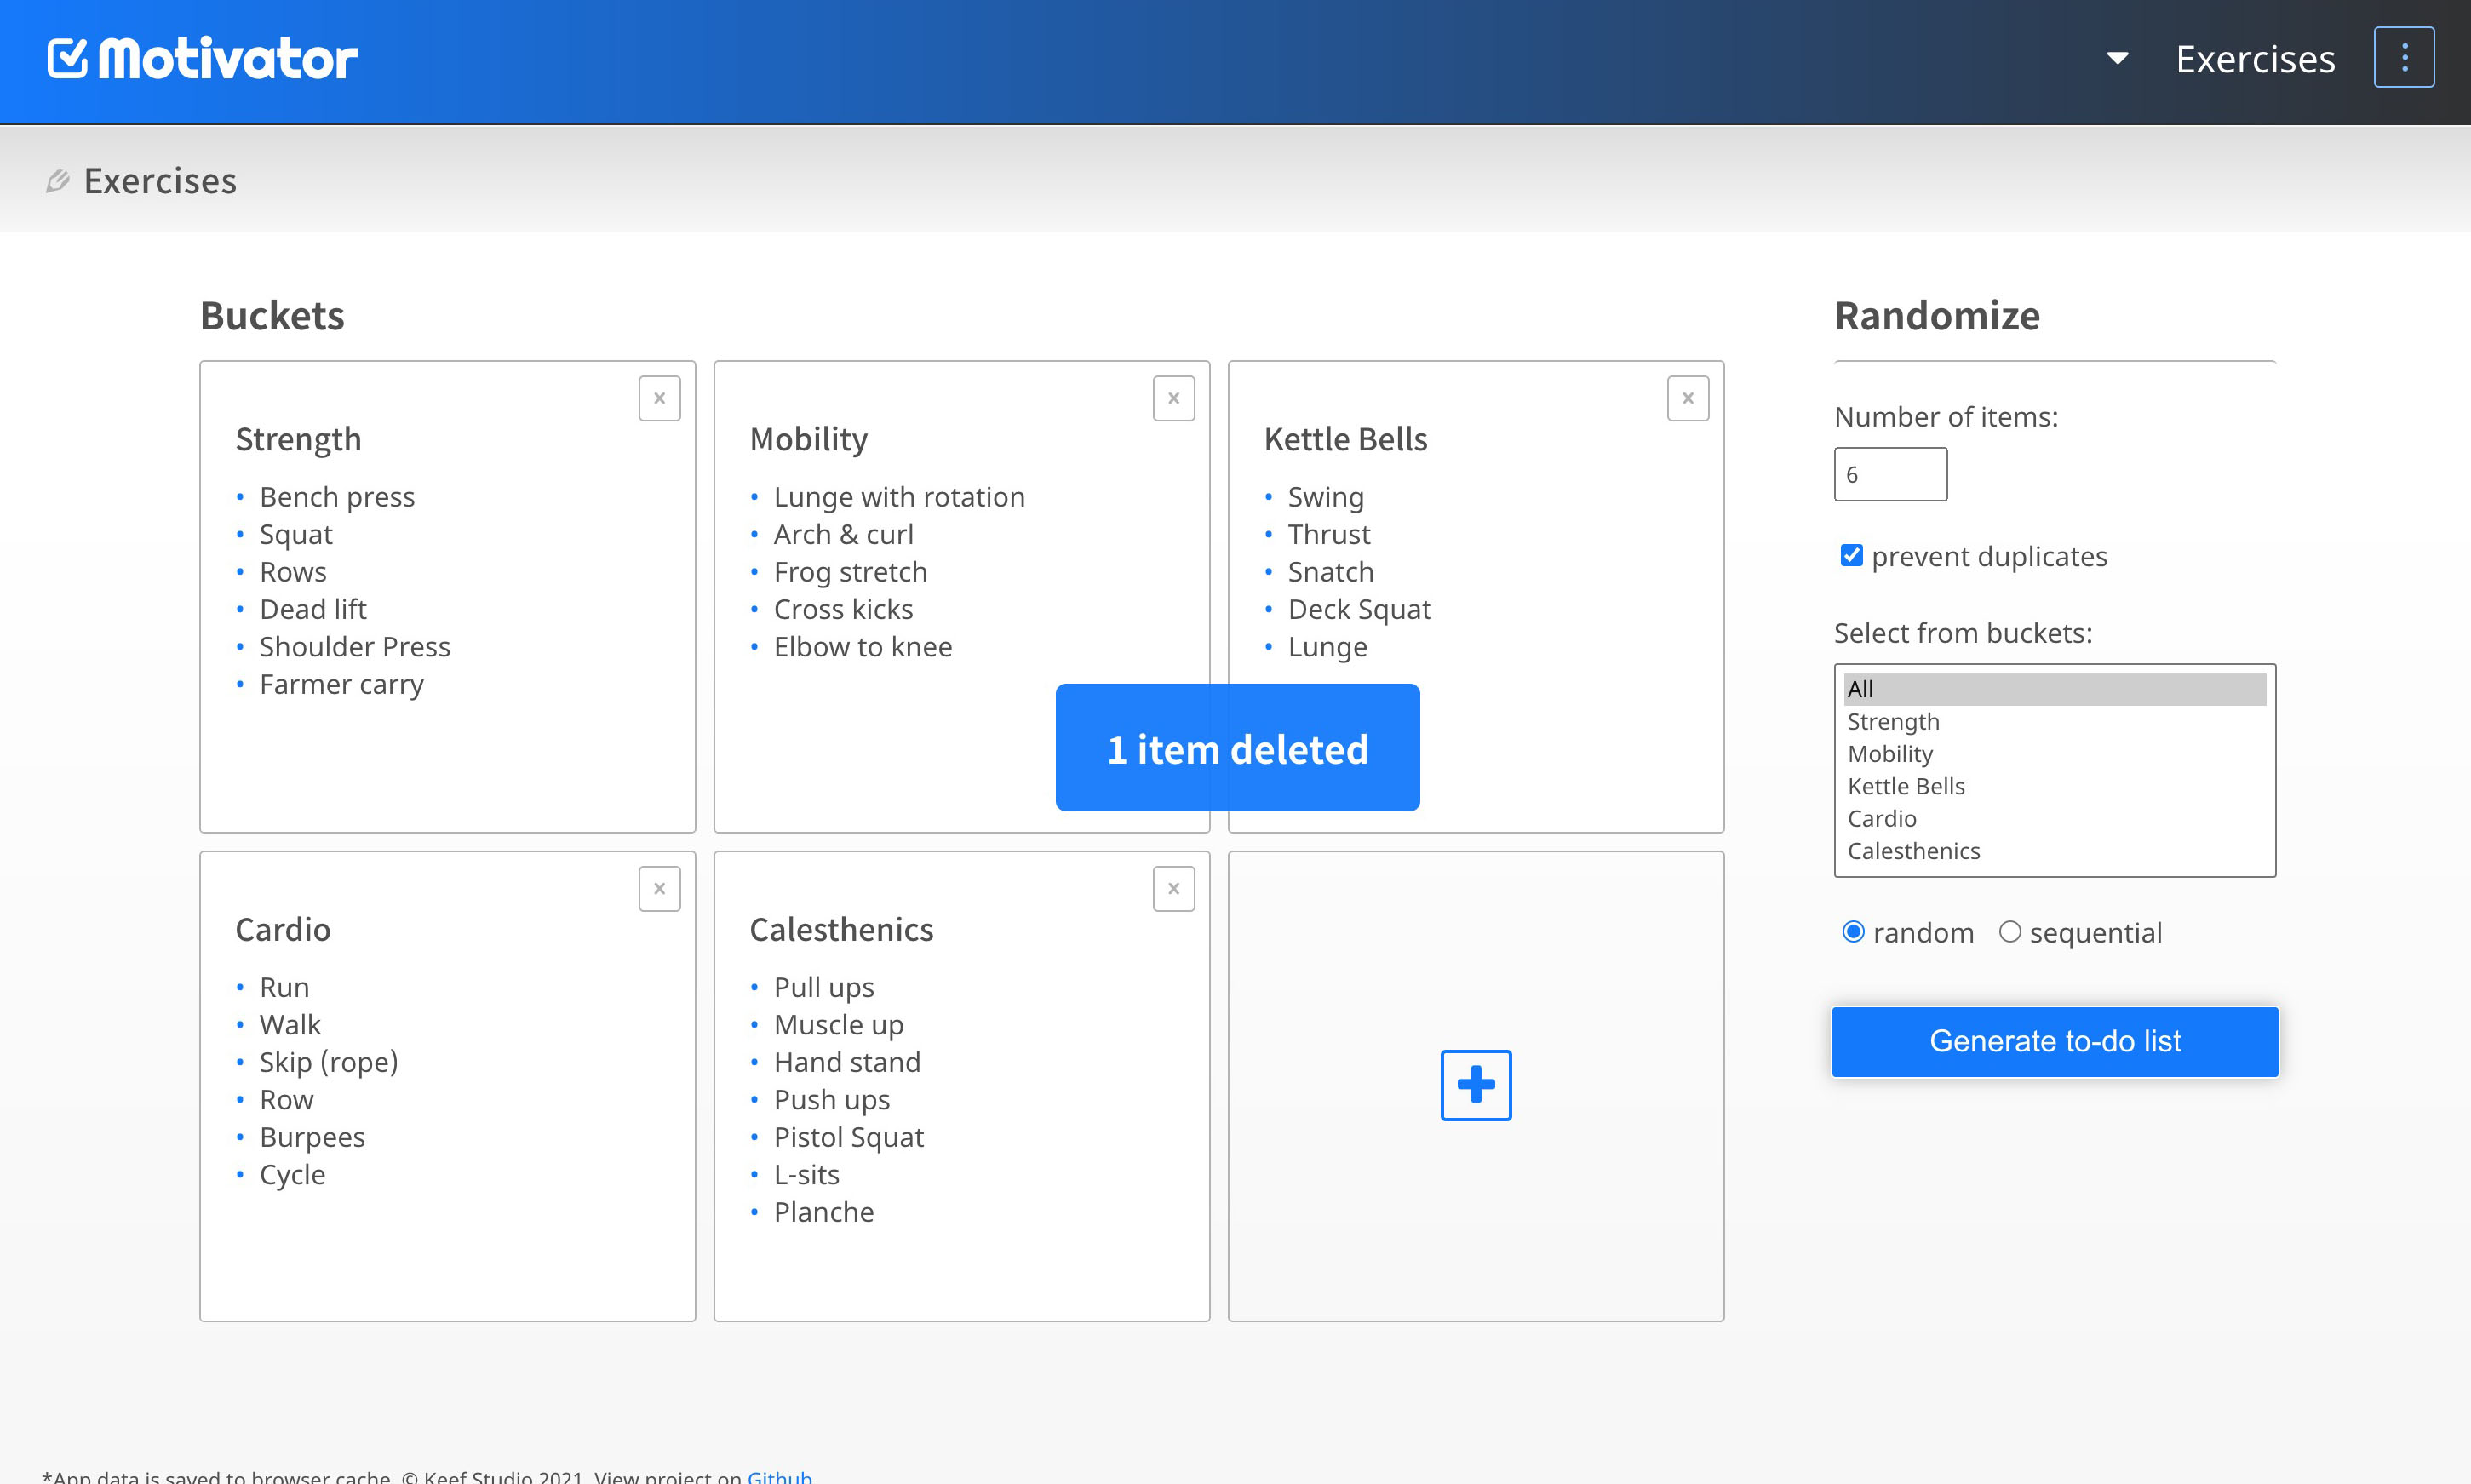 Motivator
Exercises
Exercises
Buckets
Strength
• Bench press
• Squat
• Rows
• Dead lift
• Shoulder Press
• Farmer carry
Mobility
• Lunge with rotation
• Arch & curl
• Frog stretch
• Cross kicks
• Elbow to knee
Kettle Bells
• Swing
• Thrust
• Snatch
• Deck Squat
• Lunge
1 item deleted
Cardio
• Run
• Walk
• Skip (rope)
• Row
• Burpees
• Cycle
Calesthenics
• Pull ups
• Muscle up
• Hand stand
• Push ups
• Pistol Squat
• L-sits
• Planche
Randomize
Number of items:
6
prevent duplicates
Select from buckets:
All
Strength
Mobility
Kettle Bells
Cardio
Calesthenics
random sequential
Generate to-do list
*App data is saved to browser cache. © Keef Studio 2021. View project on Github